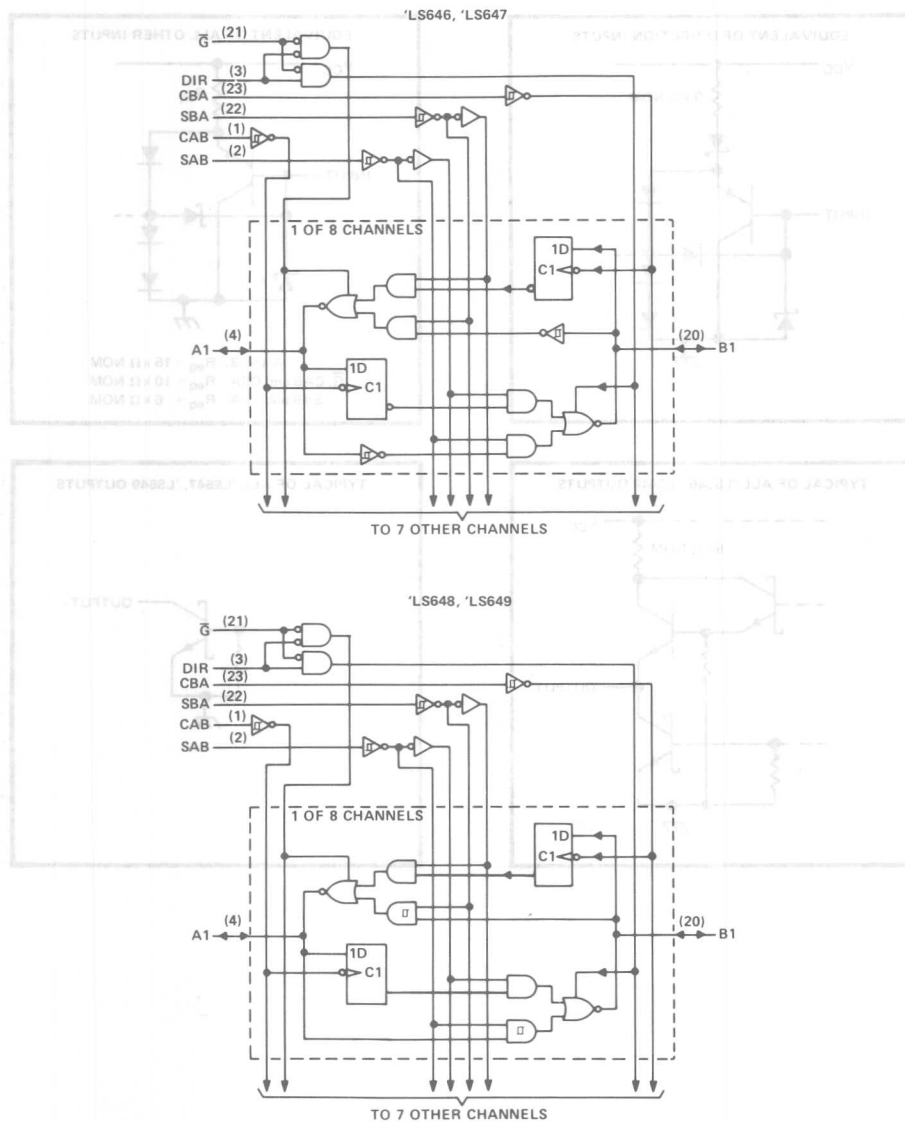 'LS646, 'LS647
G̅ (21)
DIR (3)
CBA (23)
SBA (22)
CAB (1)
SAB (2)
1 OF 8 CHANNELS
1D
C1
A1 (4)
(20) B1
1D
C1
TO 7 OTHER CHANNELS
'LS648, 'LS649
G̅ (21)
DIR (3)
CBA (23)
SBA (22)
CAB (1)
SAB (2)
1 OF 8 CHANNELS
1D
C1
A1 (4)
(20) B1
1D
C1
TO 7 OTHER CHANNELS